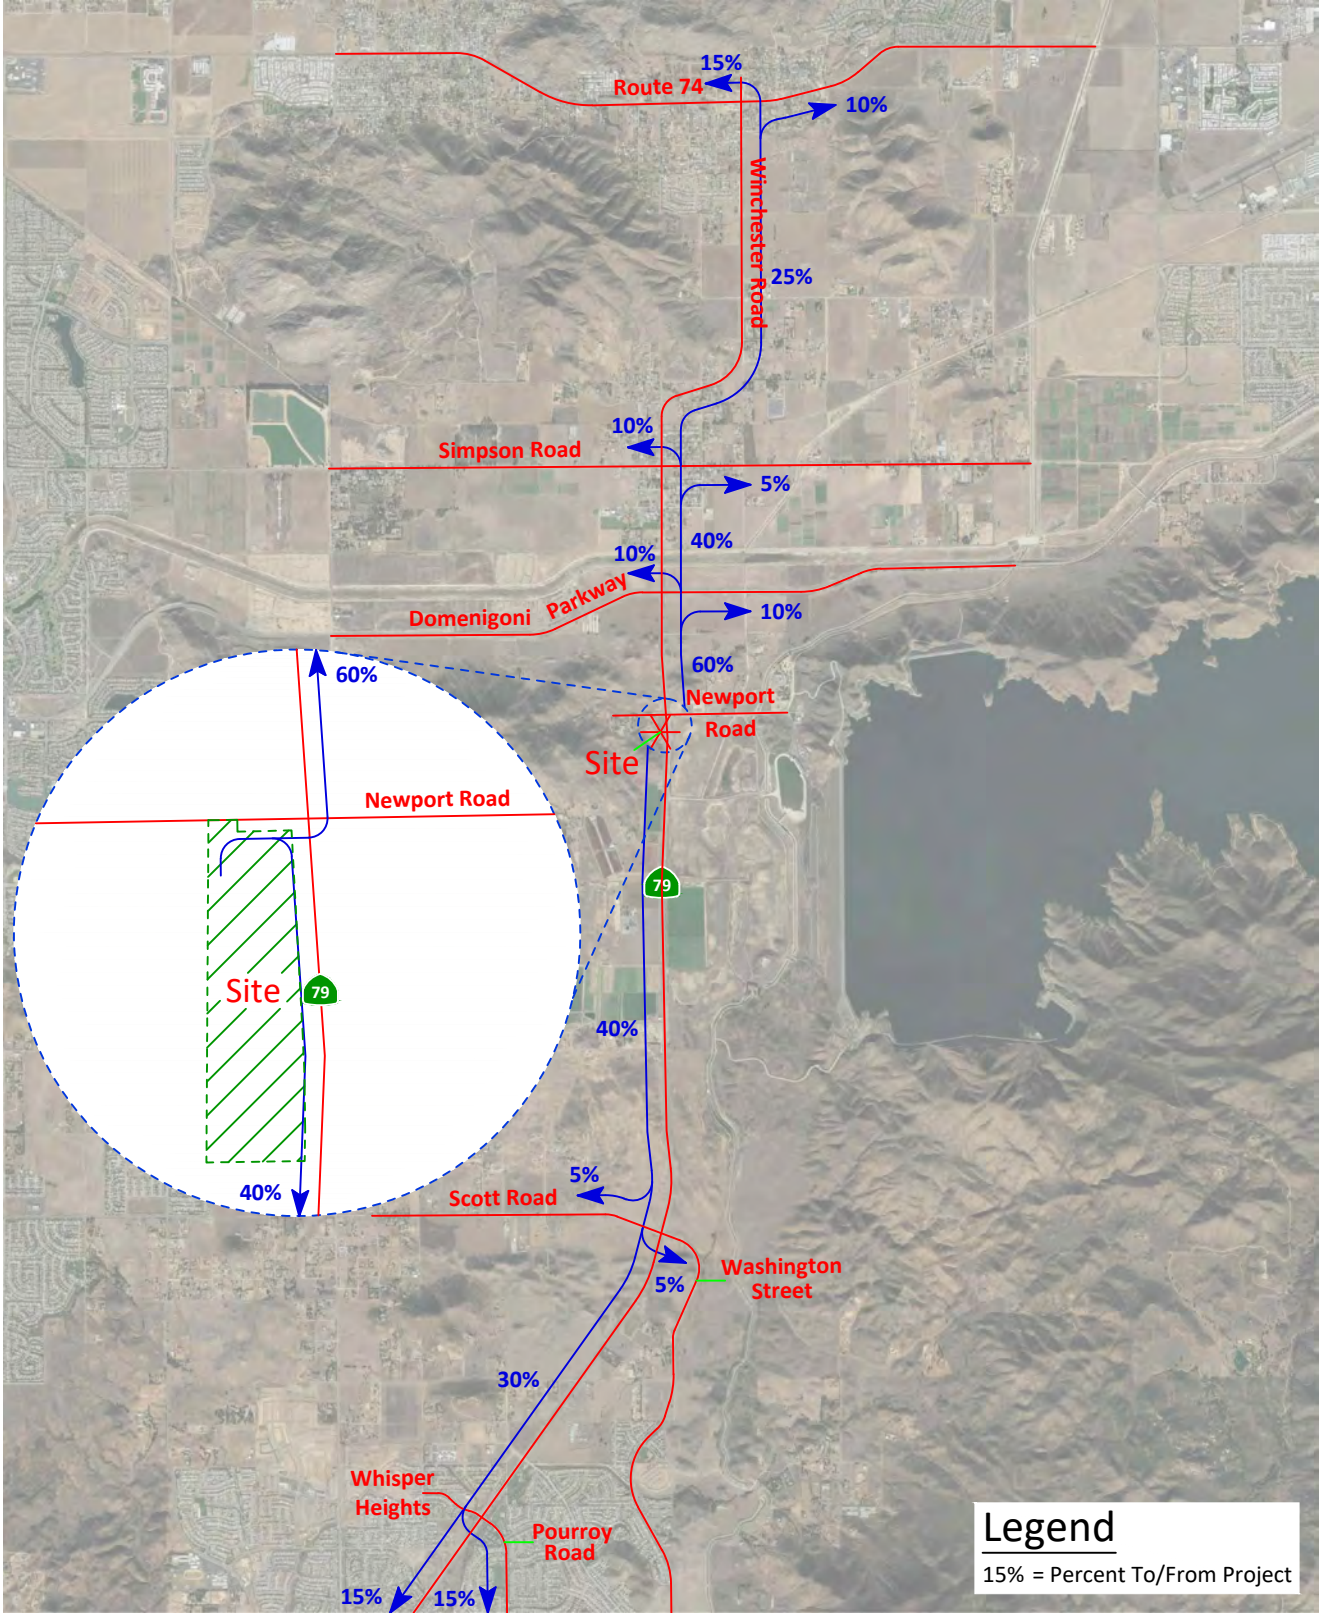 15%
Route 74
10%
Winchester Road
25%
10%
Simpson Road
5%
40%
10%
Domenigoni Parkway
10%
60%
60%
Newport
Road
Site
Newport Road
79
Site
79
40%
40%
5%
Scott Road
Washington
Street
5%
30%
Whisper
Heights
Pourroy
Road
15%
15%
Legend
15% = Percent To/From Project